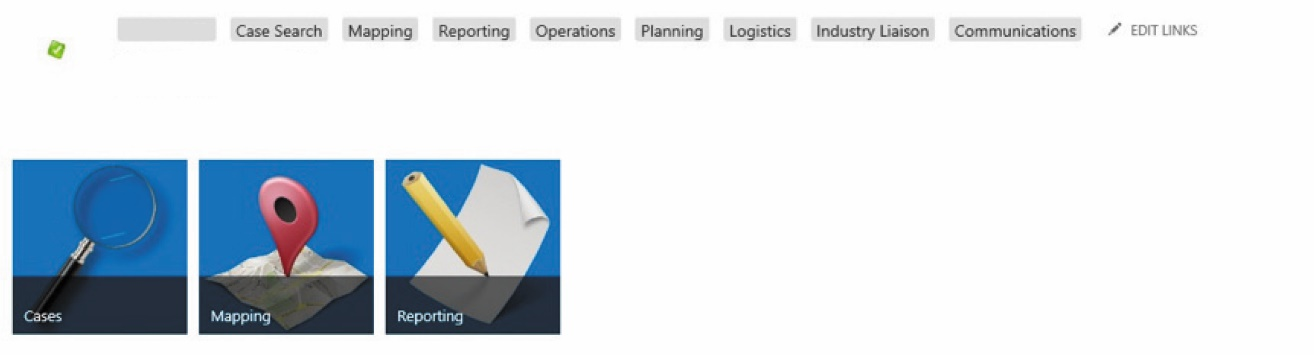 Case Search Mapping Reporting Operations Planning Logistics Industry Liaison Communications EDIT LINKS
Cases Mapping Reporting